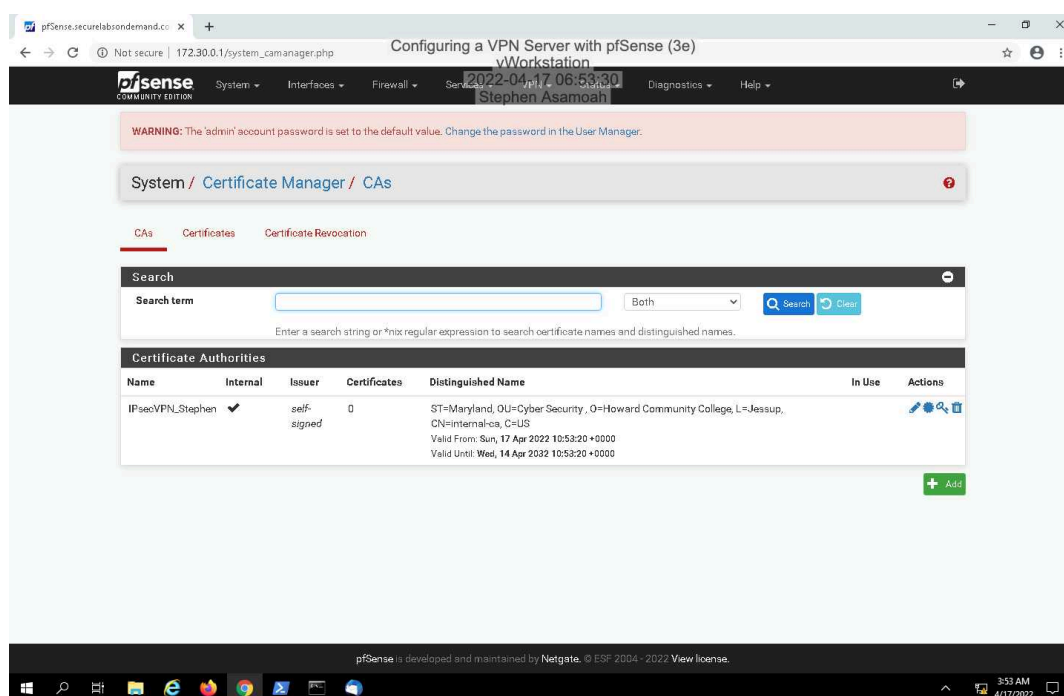 pfSense.securelabsondemand.co
Not secure | 172.30.0.1/system_camanager.php
Configuring a VPN Server with pfSense (3e)
vWorkstation
2022-04-17 06:53:30
Stephen Asamoah
pfsense
COMMUNITY EDITION
System
Interfaces
Firewall
Services
VPN
Status
Diagnostics
Help
WARNING: The 'admin' account password is set to the default value. Change the password in the User Manager.
System / Certificate Manager / CAs
CAs
Certificates
Certificate Revocation
Search
Search term
Both
Search
Clear
Enter a search string or *nix regular expression to search certificate names and distinguished names.
Certificate Authorities
Name Internal Issuer Certificates Distinguished Name In Use Actions
IPsecVPN_Stephen
self-
signed
0
ST=Maryland, OU=Cyber Security , O=Howard Community College, L=Jessup,
CN=internal-ca, C=US
Valid From: Sun, 17 Apr 2022 10:53:20 +0000
Valid Until: Wed, 14 Apr 2032 10:53:20 +0000
Add
pfSense is developed and maintained by Netgate. © ESF 2004 - 2022 View license.
3:53 AM
4/17/2022